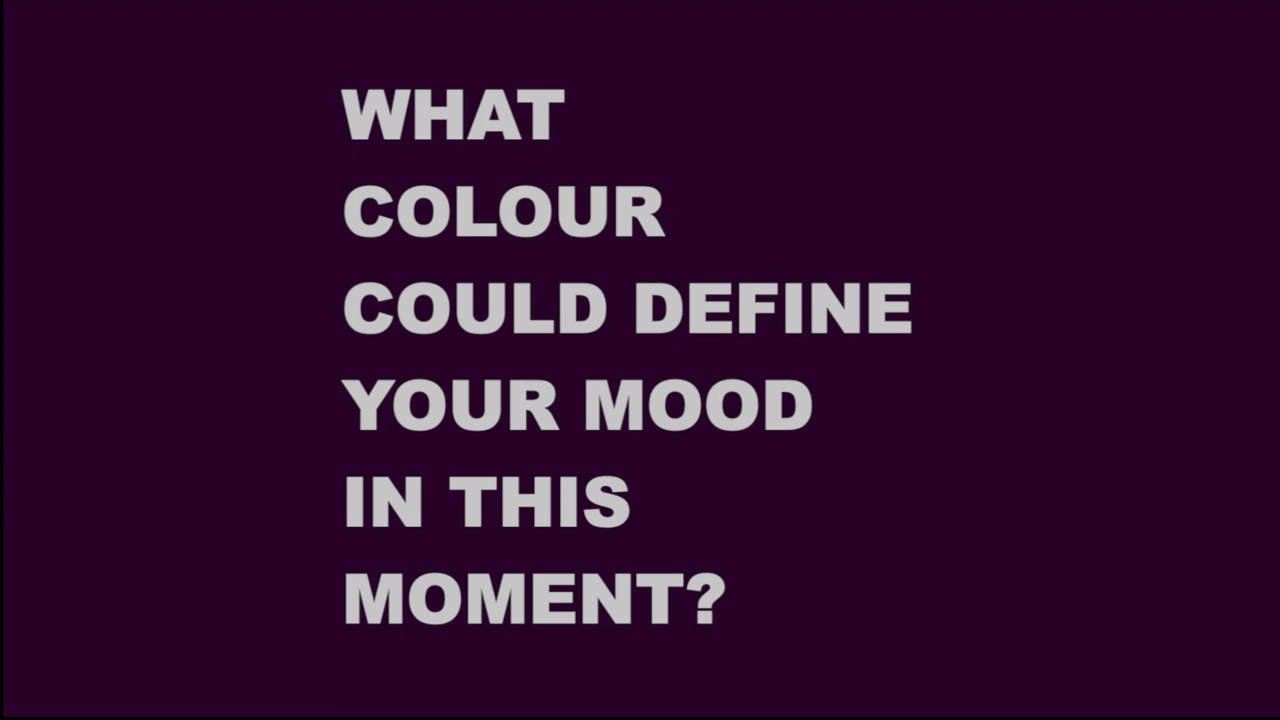 WHAT
COLOUR
COULD DEFINE
YOUR MOOD
IN THIS
MOMENT?